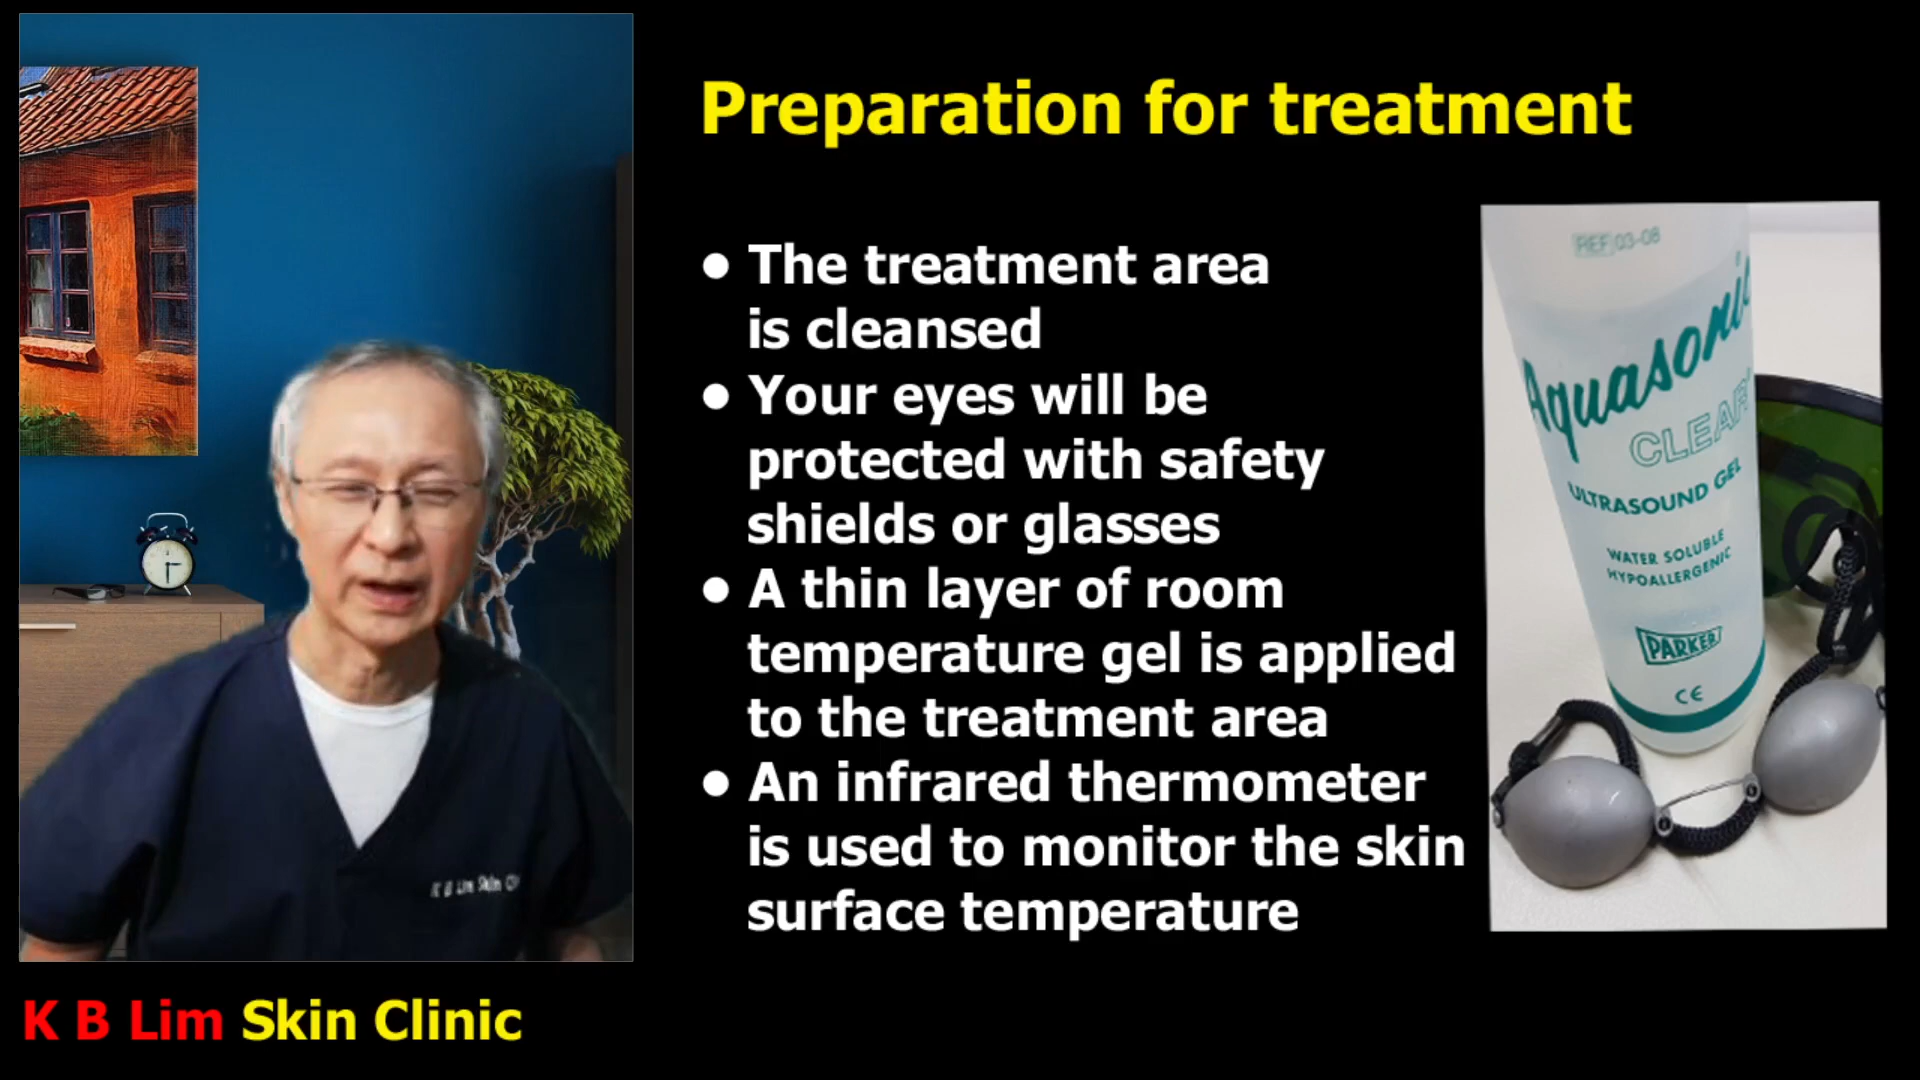 Preparation for treatment
● The treatment area
is cleansed
● Your eyes will be
protected with safety
shields or glasses
● A thin layer of room
temperature gel is applied
to the treatment area
● An infrared thermometer
is used to monitor the skin
surface temperature
REF 03-08
Aquasonic
CLEAR
ULTRASOUND GEL
WATER SOLUBLE
HYPOALLERGENIC
PARKER
CE
K B Lim Skin
K B Lim Skin Clinic